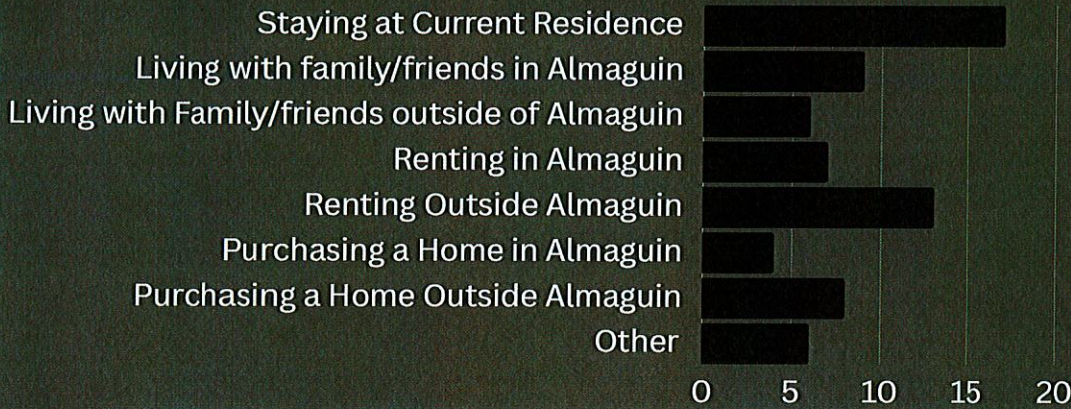 Staying at Current Residence
Living with family/friends in Almaguin
Living with Family/friends outside of Almaguin
Renting in Almaguin
Renting Outside Almaguin
Purchasing a Home in Almaguin
Purchasing a Home Outside Almaguin
Other
0 5 10 15 20